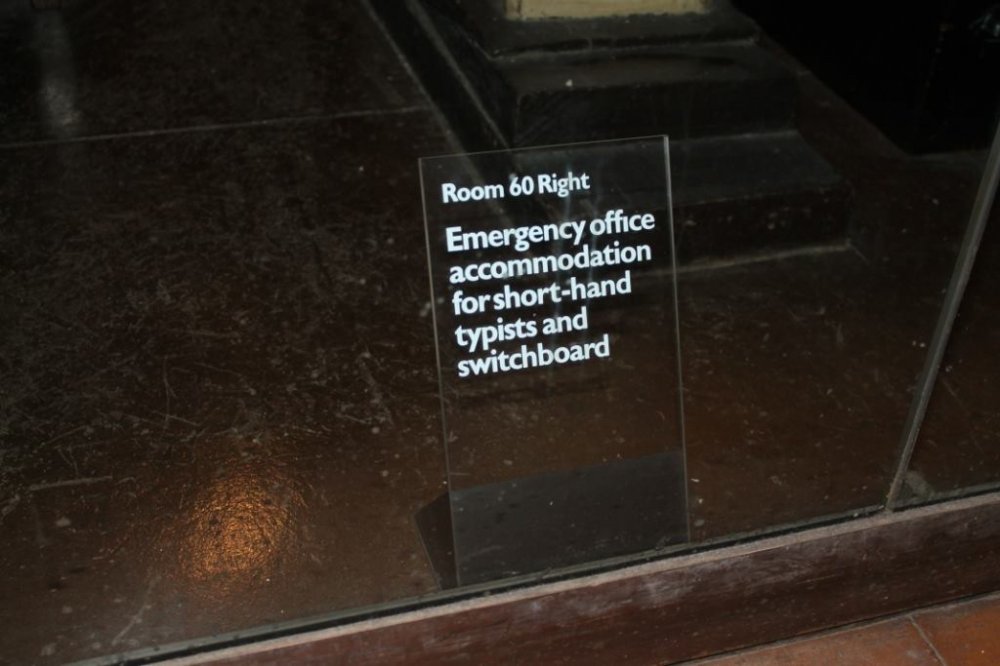 Room 60 Right
Emergency office
accommodation
for short-hand
typists and
switchboard